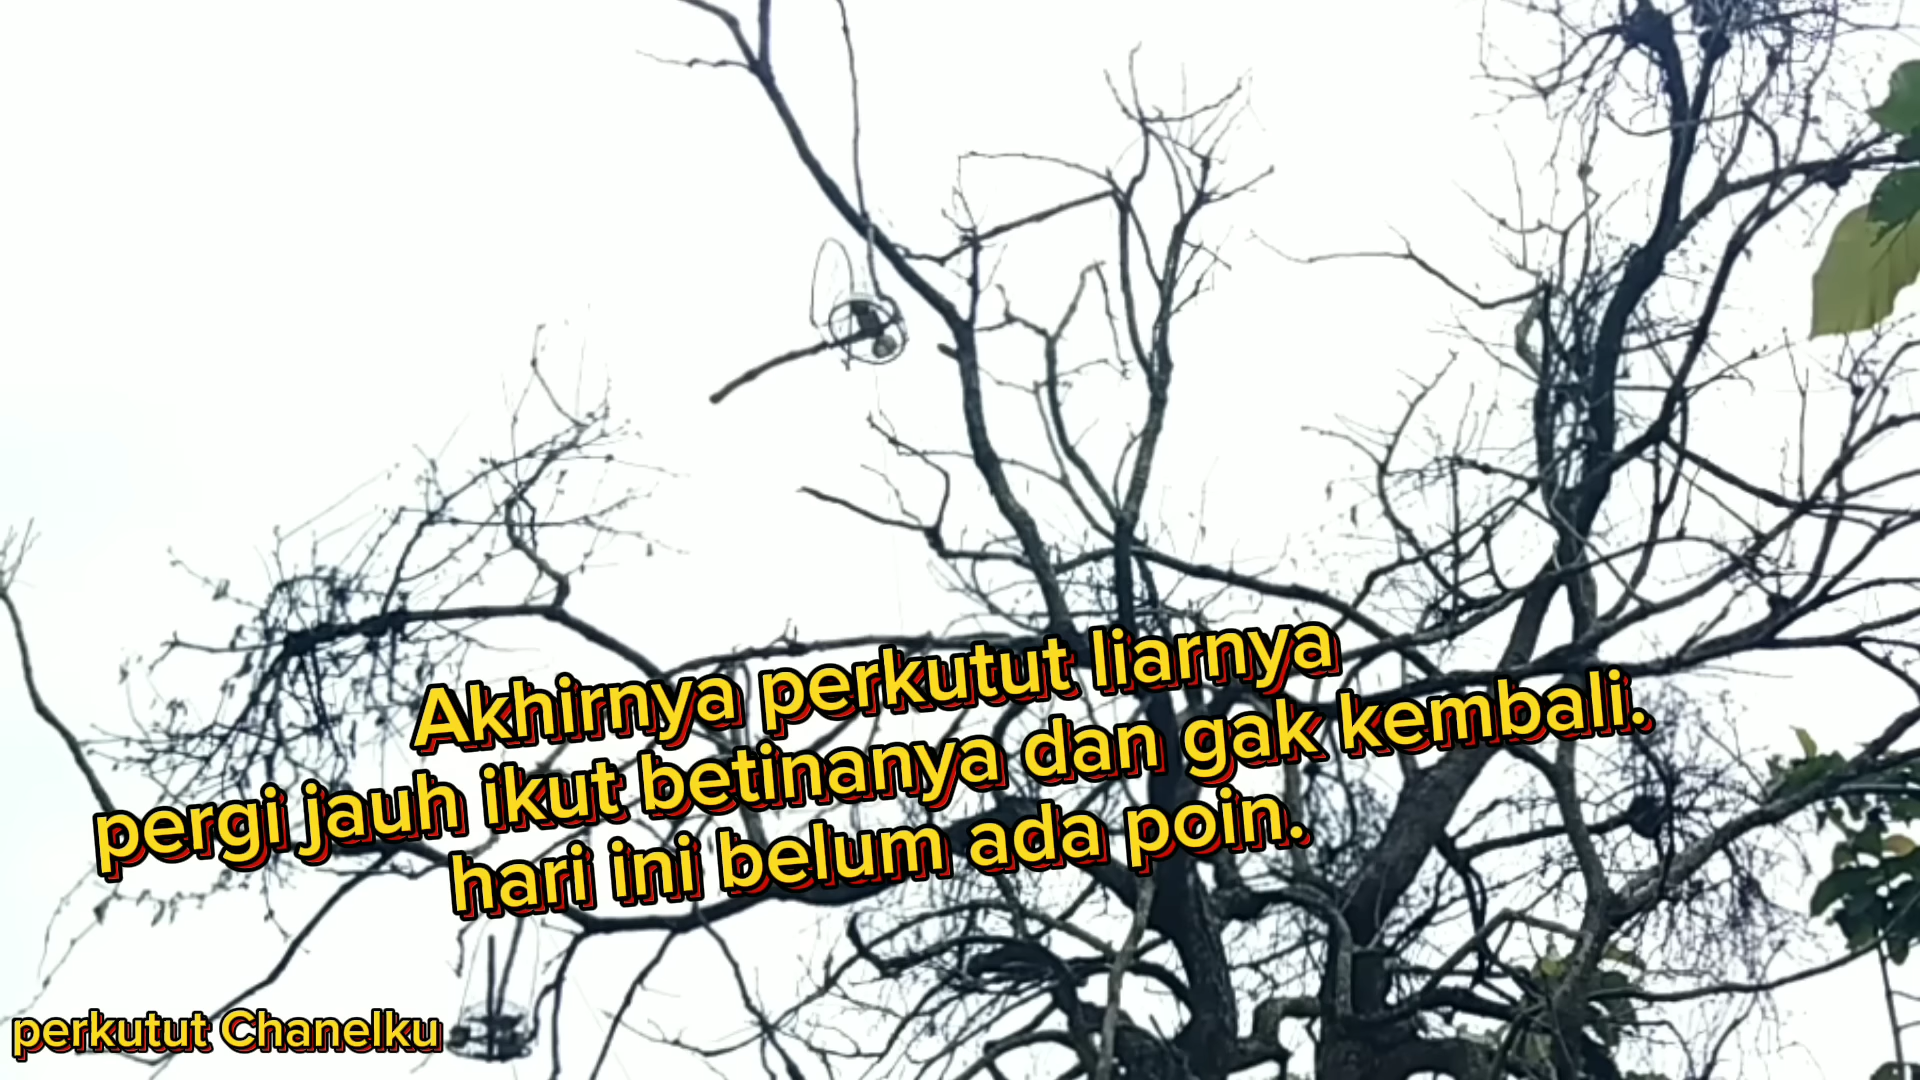 Akhirnya perkutut liarnya
pergi jauh ikut betinanya dan gak kembali.
hari ini belum ada poin.
perkutut Chanelku